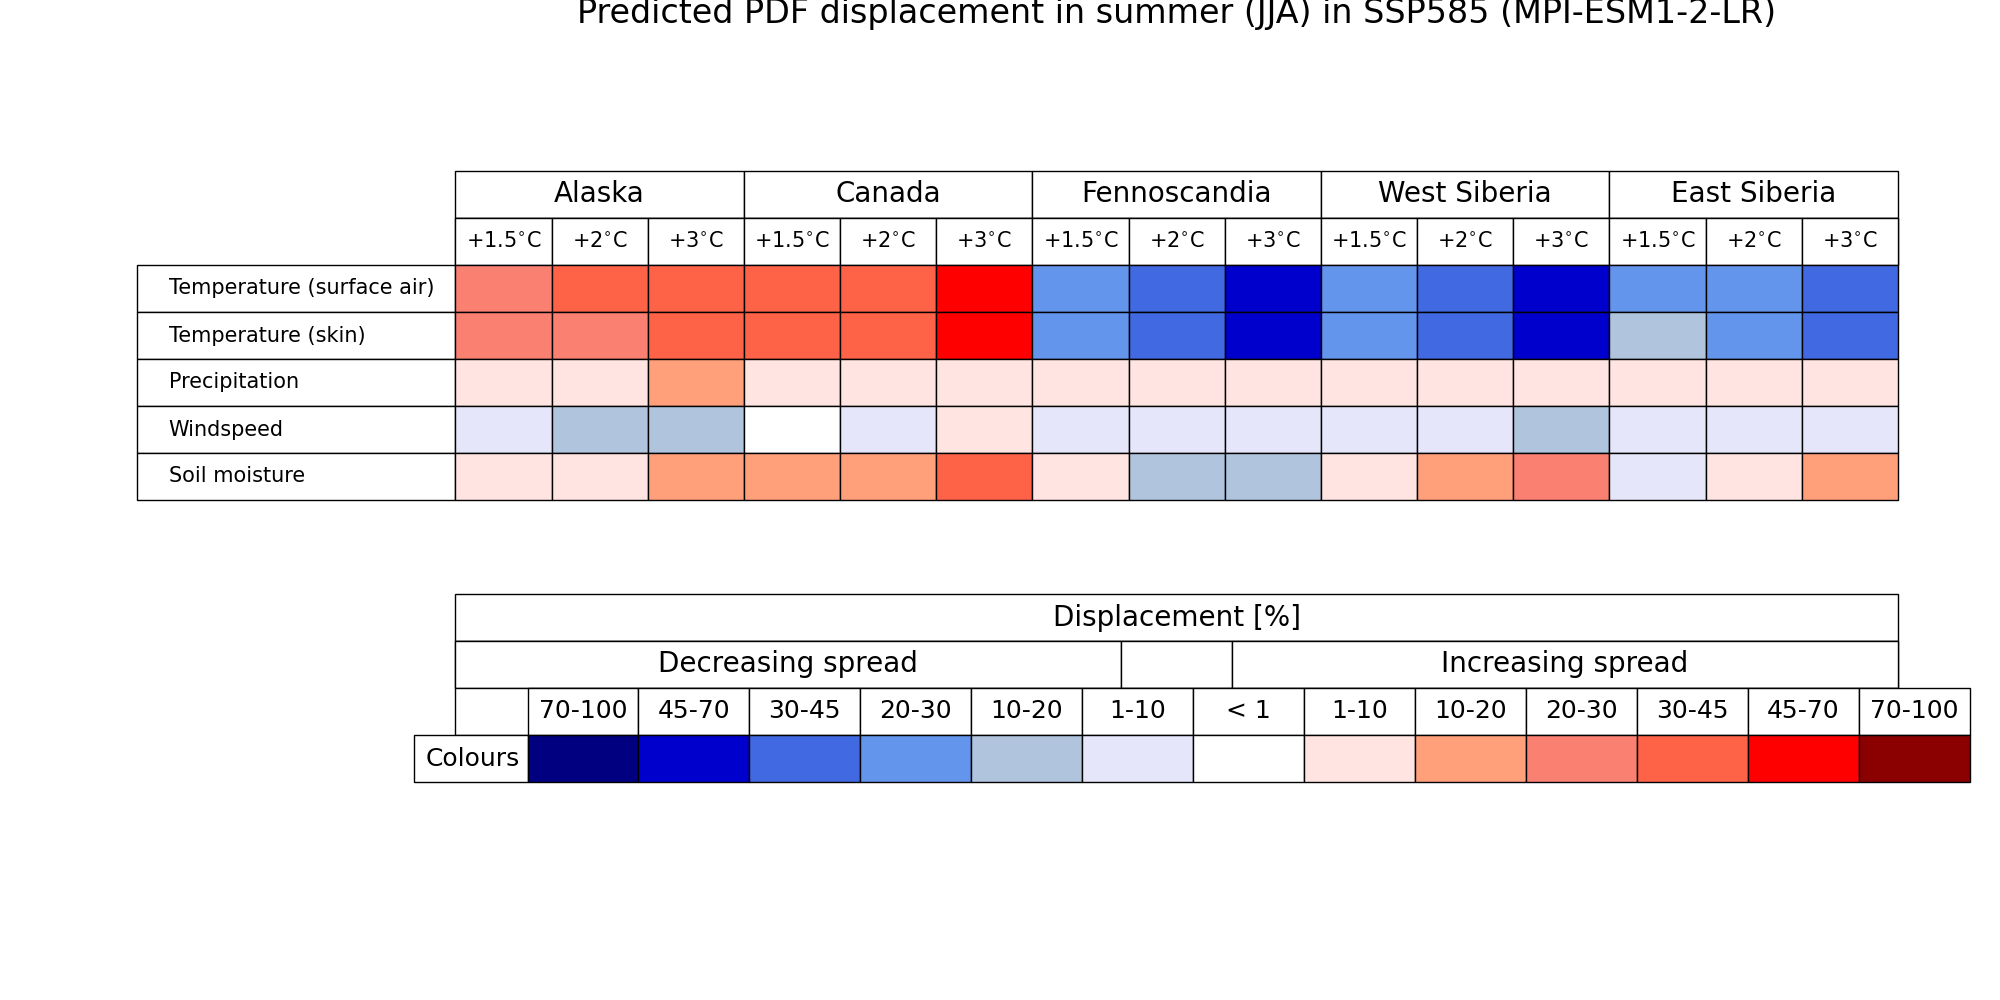 Predicted PDF displacement in summer (JJA) in SSP585 (MPI-ESM1-2-LR)
Alaska Canada Fennoscandia West Siberia East Siberia
+1.5°C +2°C +3°C +1.5°C +2°C +3°C +1.5°C +2°C +3°C +1.5°C +2°C +3°C +1.5°C +2°C +3°C
Temperature (surface air)
Temperature (skin)
Precipitation
Windspeed
Soil moisture
Displacement [%]
Decreasing spread Increasing spread
70-100 45-70 30-45 20-30 10-20 1-10 < 1 1-10 10-20 20-30 30-45 45-70 70-100
Colours